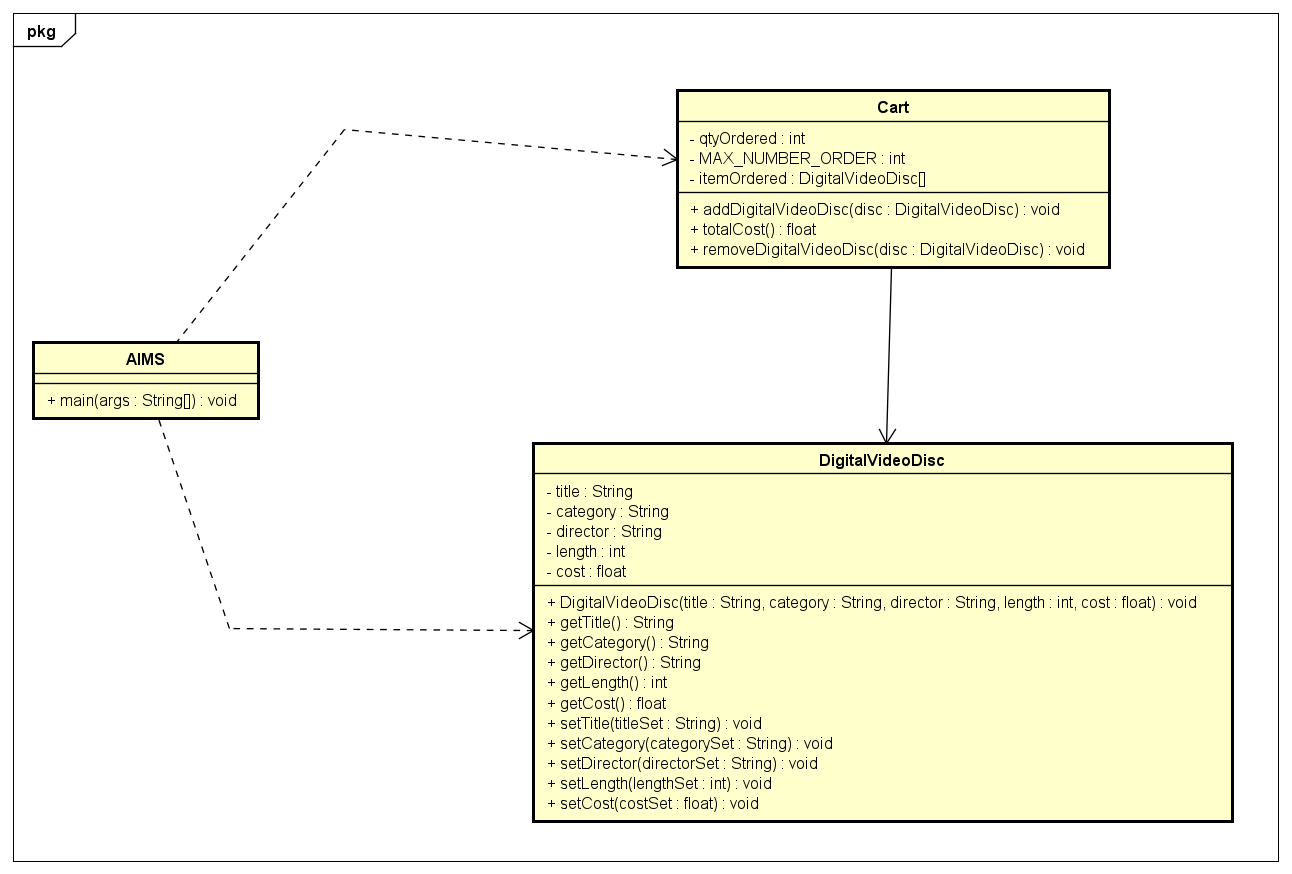 pkg
Cart
- qtyOrdered : int
- MAX_NUMBER_ORDER : int
- itemOrdered : DigitalVideoDisc[]
+ addDigitalVideoDisc(disc : DigitalVideoDisc) : void
+ totalCost() : float
+ removeDigitalVideoDisc(disc : DigitalVideoDisc) : void
AIMS
+ main(args : String[]) : void
DigitalVideoDisc
- title : String
- category : String
- director : String
- length : int
- cost : float
+ DigitalVideoDisc(title : String, category : String, director : String, length : int, cost : float) : void
+ getTitle() : String
+ getCategory() : String
+ getDirector() : String
+ getLength() : int
+ getCost() : float
+ setTitle(titleSet : String) : void
+ setCategory(categorySet : String) : void
+ setDirector(directorSet : String) : void
+ setLength(lengthSet : int) : void
+ setCost(costSet : float) : void